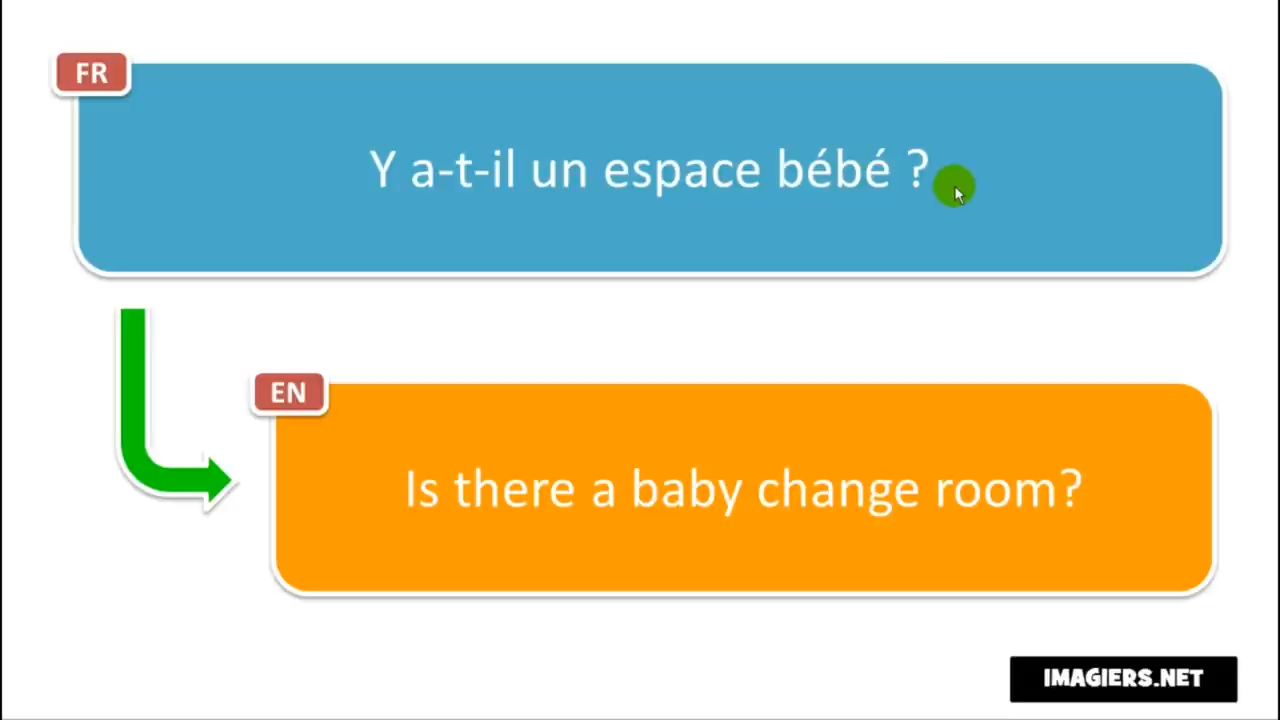 FR
Y a-t-il un espace bébé ?
EN
Is there a baby change room?
IMAGIERS.NET